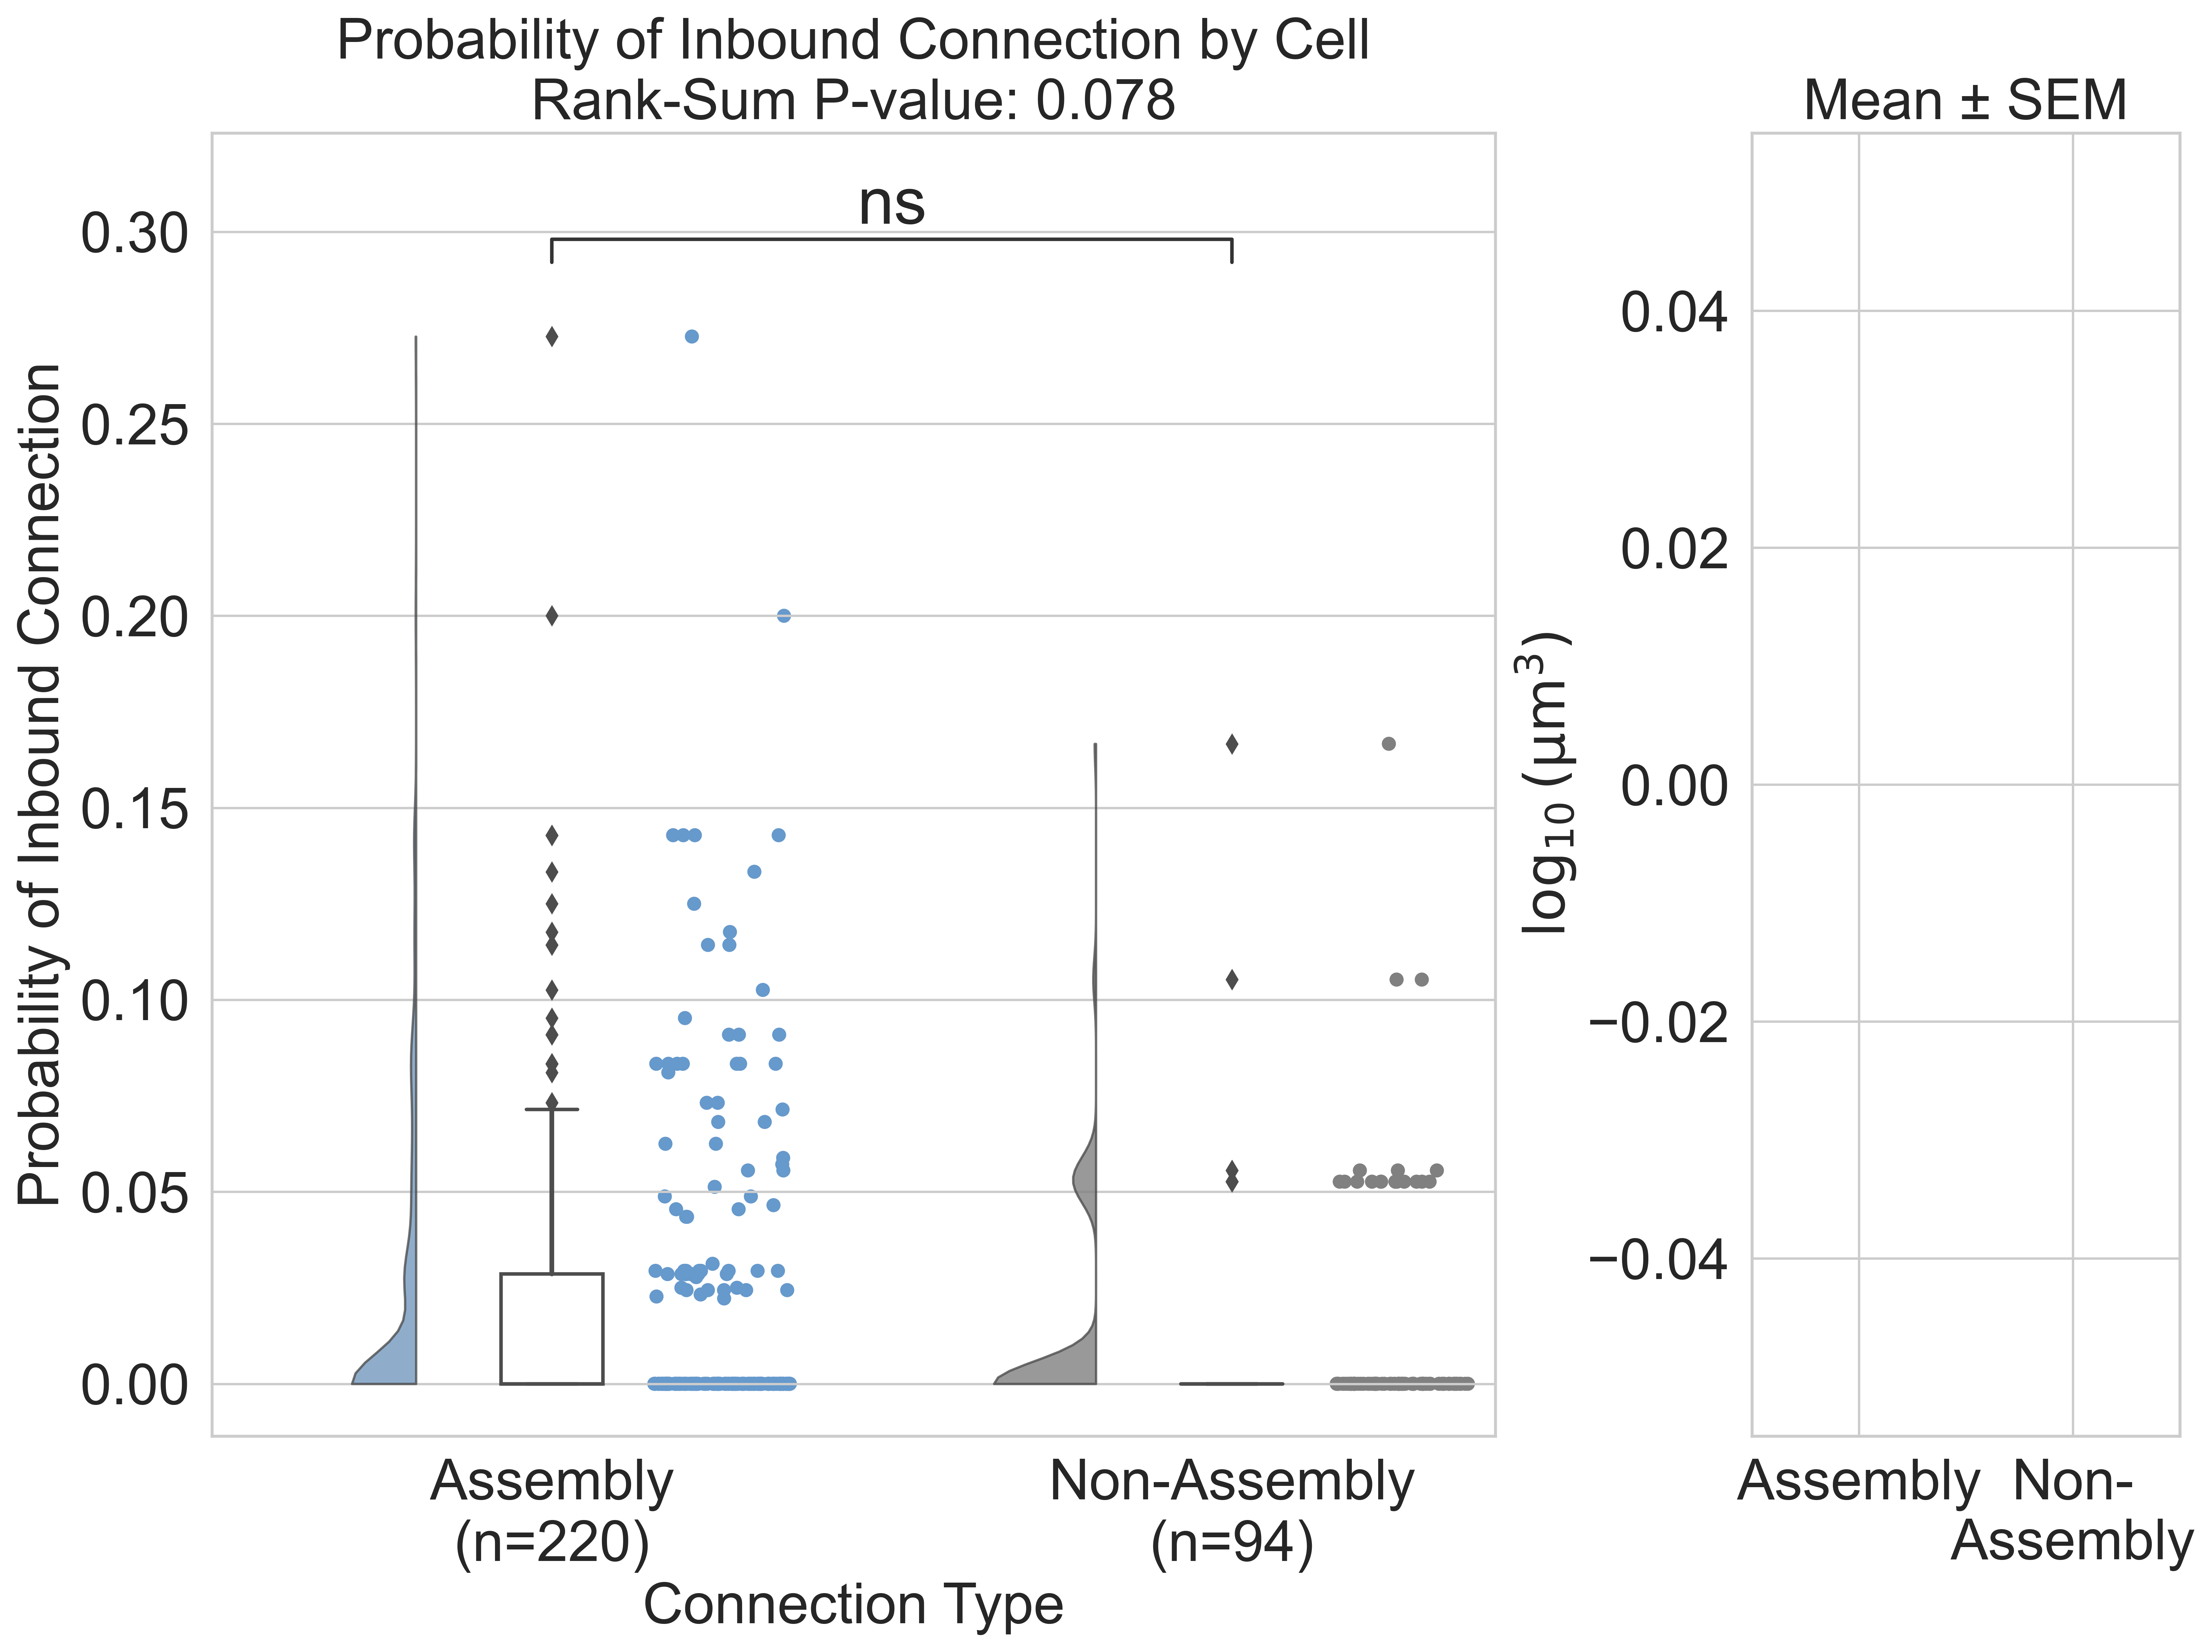 Probability of Inbound Connection by Cell
Rank-Sum P-value: 0.078
Mean ± SEM
ns
Probability of Inbound Connection
0.30
0.25
0.20
0.15
0.10
0.05
0.00
Assembly
(n=220)
Non-Assembly
(n=94)
Connection Type
log₁₀ (μm³)
0.04
0.02
0.00
−0.02
−0.04
Assembly
Non-
Assembly